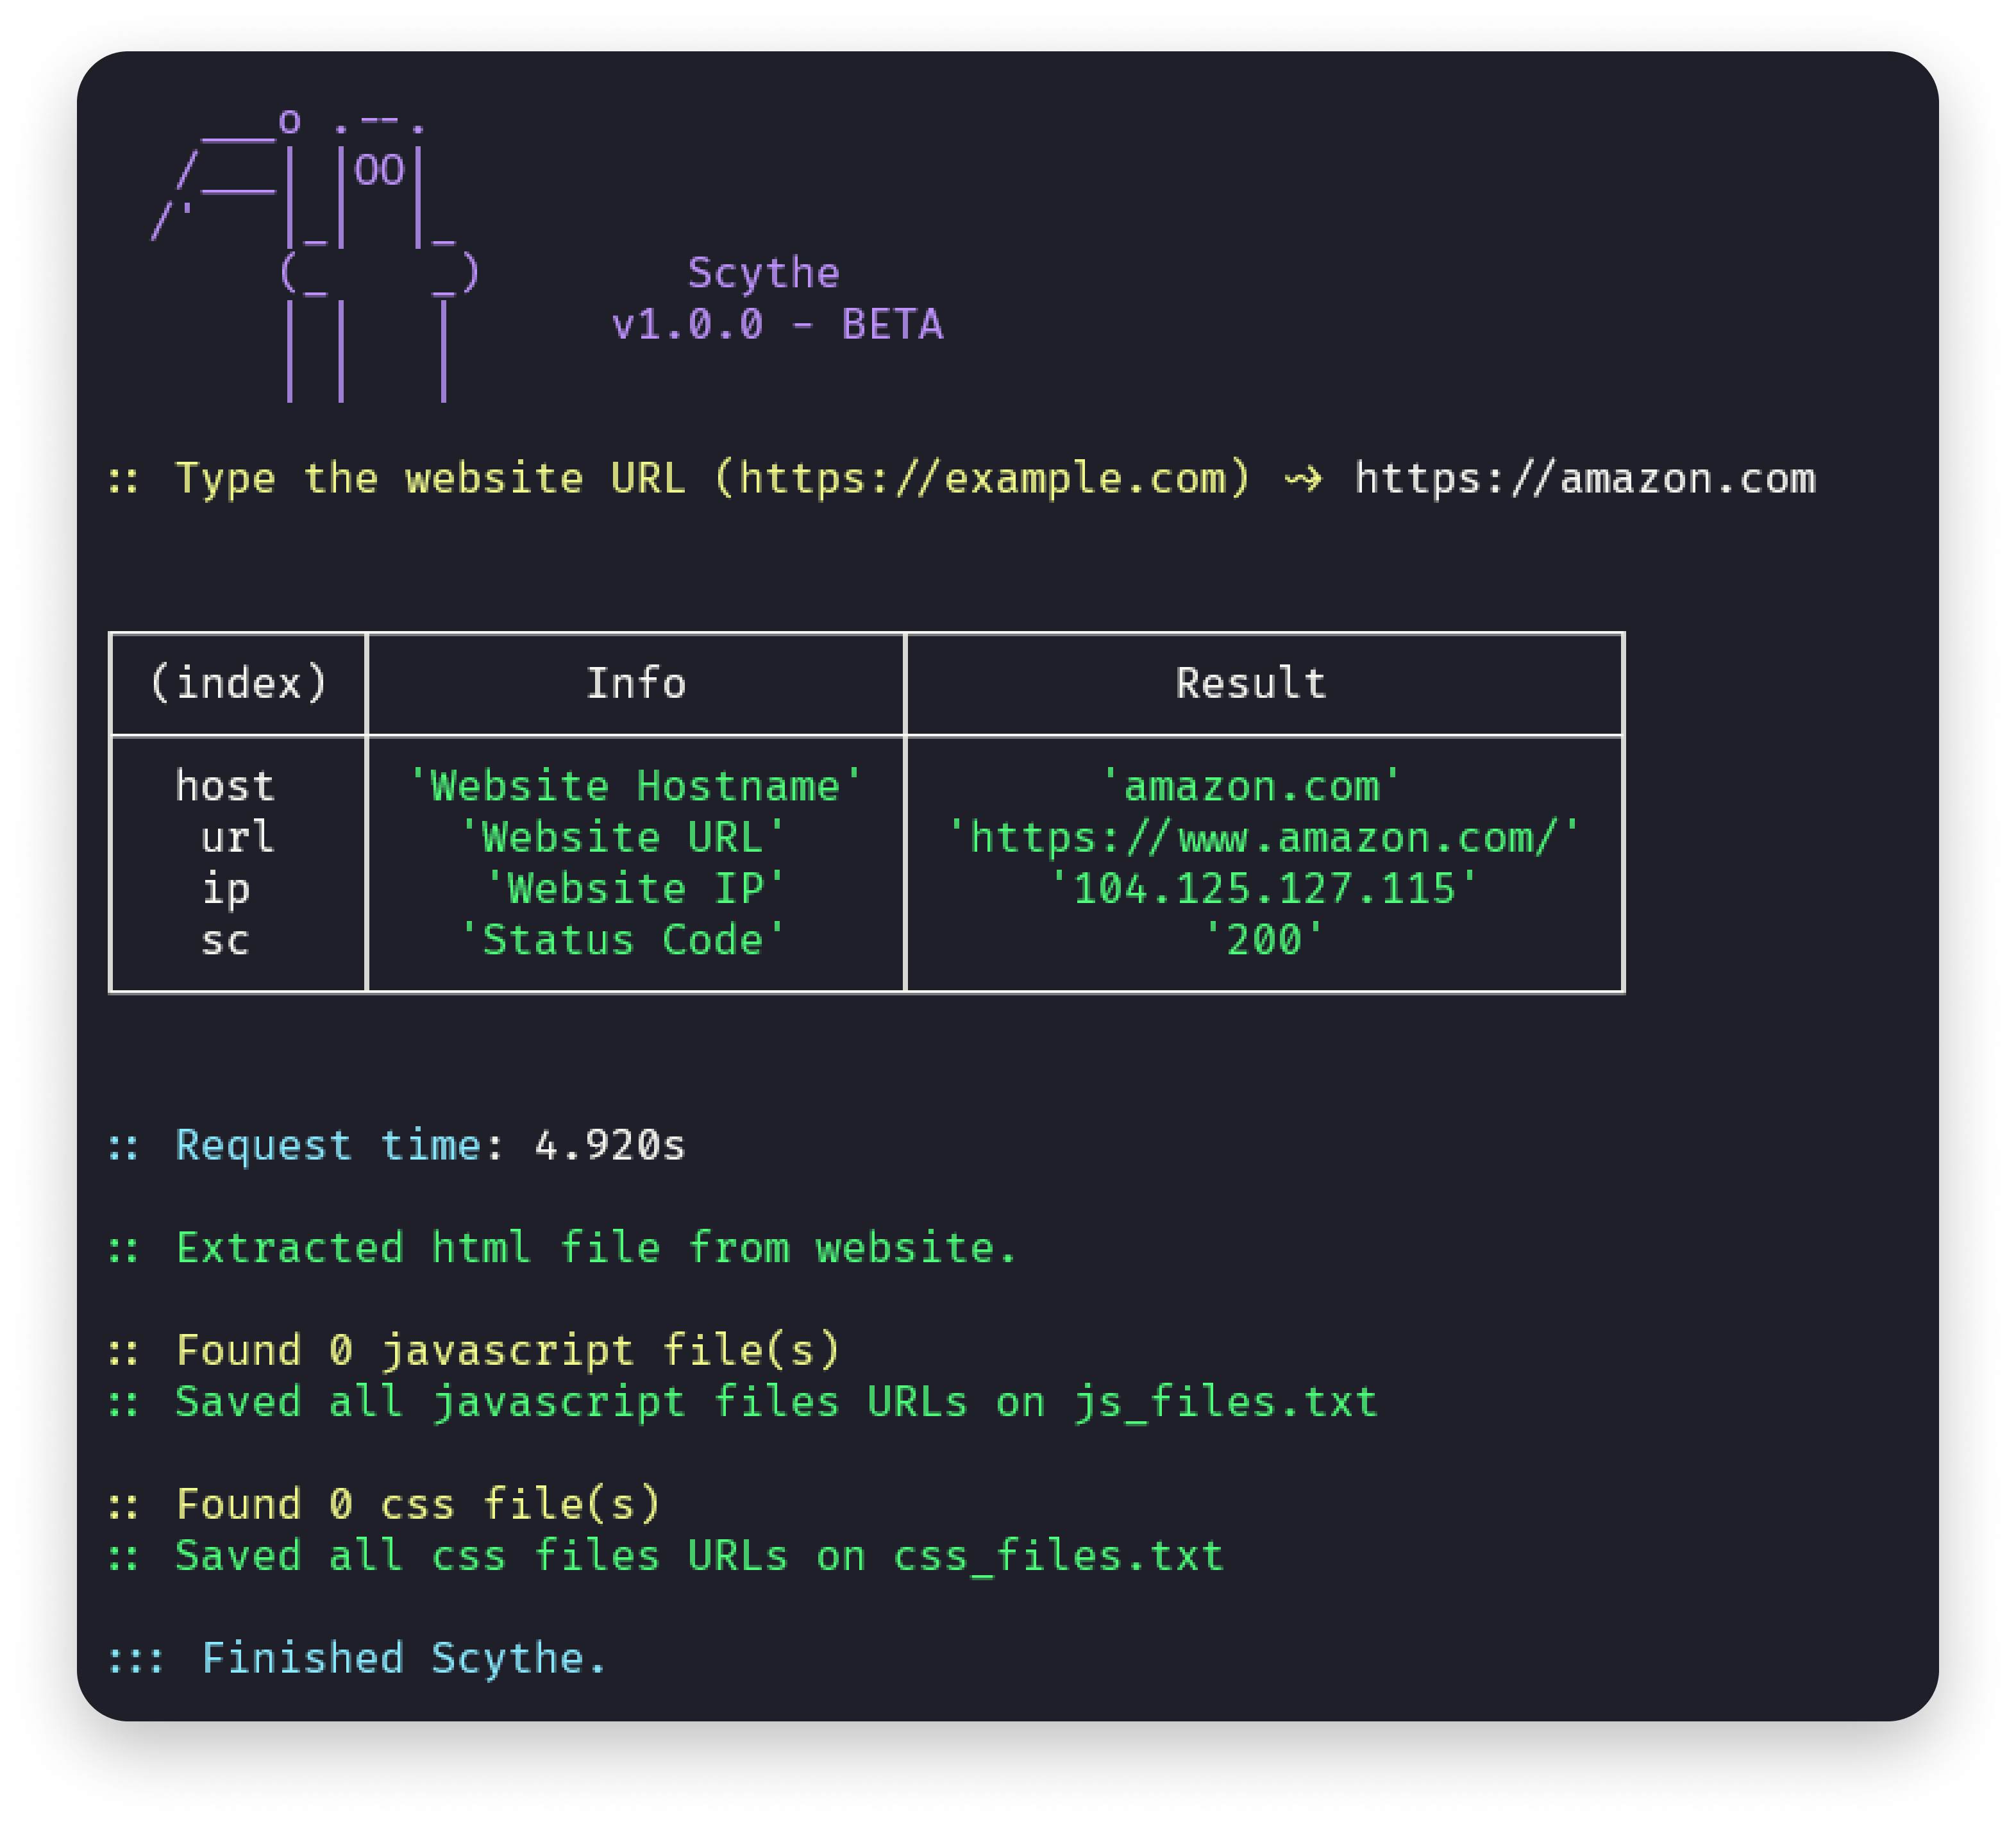 ____o .--.
  /____| |OO|
 /'    |_|  |_
      (_    _)        Scythe
       | |   |     v1.0.0 - BETA
       | |   |
:: Type the website URL (https://example.com) ⤳ https://amazon.com
(index) Info Result
host 'Website Hostname' 'amazon.com'
url 'Website URL' 'https://www.amazon.com/'
ip 'Website IP' '104.125.127.115'
sc 'Status Code' '200'
:: Request time: 4.920s
:: Extracted html file from website.
:: Found 0 javascript file(s)
:: Saved all javascript files URLs on js_files.txt
:: Found 0 css file(s)
:: Saved all css files URLs on css_files.txt
::: Finished Scythe.